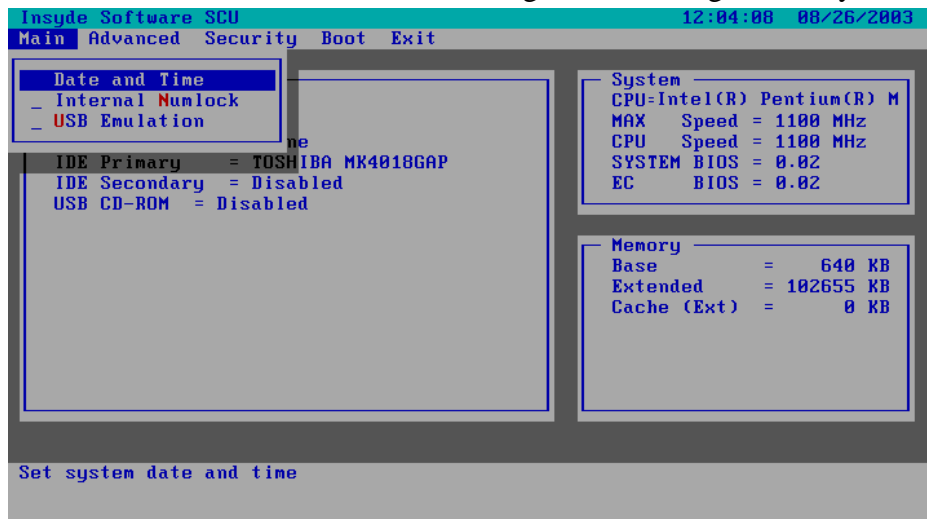 Insyde Software SCU 12:04:08 08/26/2003
Main Advanced Security Boot Exit
Date and Time
_ Internal Numlock
_ USB Emulation
me
IDE Primary = TOSHIBA MK4018GAP
IDE Secondary = Disabled
USB CD-ROM = Disabled
System
CPU=Intel(R) Pentium(R) M
MAX Speed = 1100 MHz
CPU Speed = 1100 MHz
SYSTEM BIOS = 0.02
EC BIOS = 0.02
Memory
Base = 640 KB
Extended = 102655 KB
Cache (Ext) = 0 KB
Set system date and time